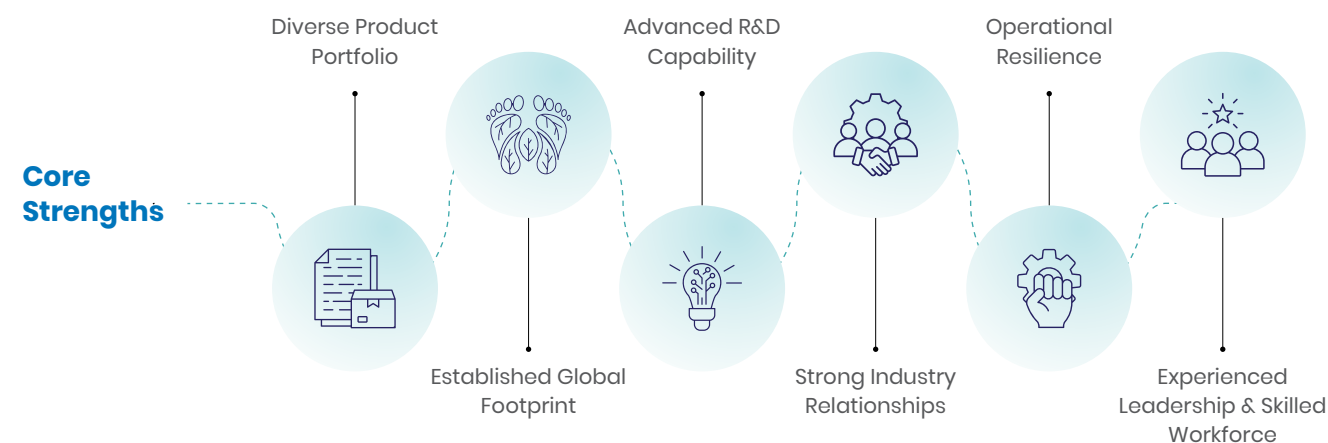 Core
Strengths
Diverse Product
Portfolio
Established Global
Footprint
Advanced R&D
Capability
Strong Industry
Relationships
Operational
Resilience
Experienced
Leadership & Skilled
Workforce